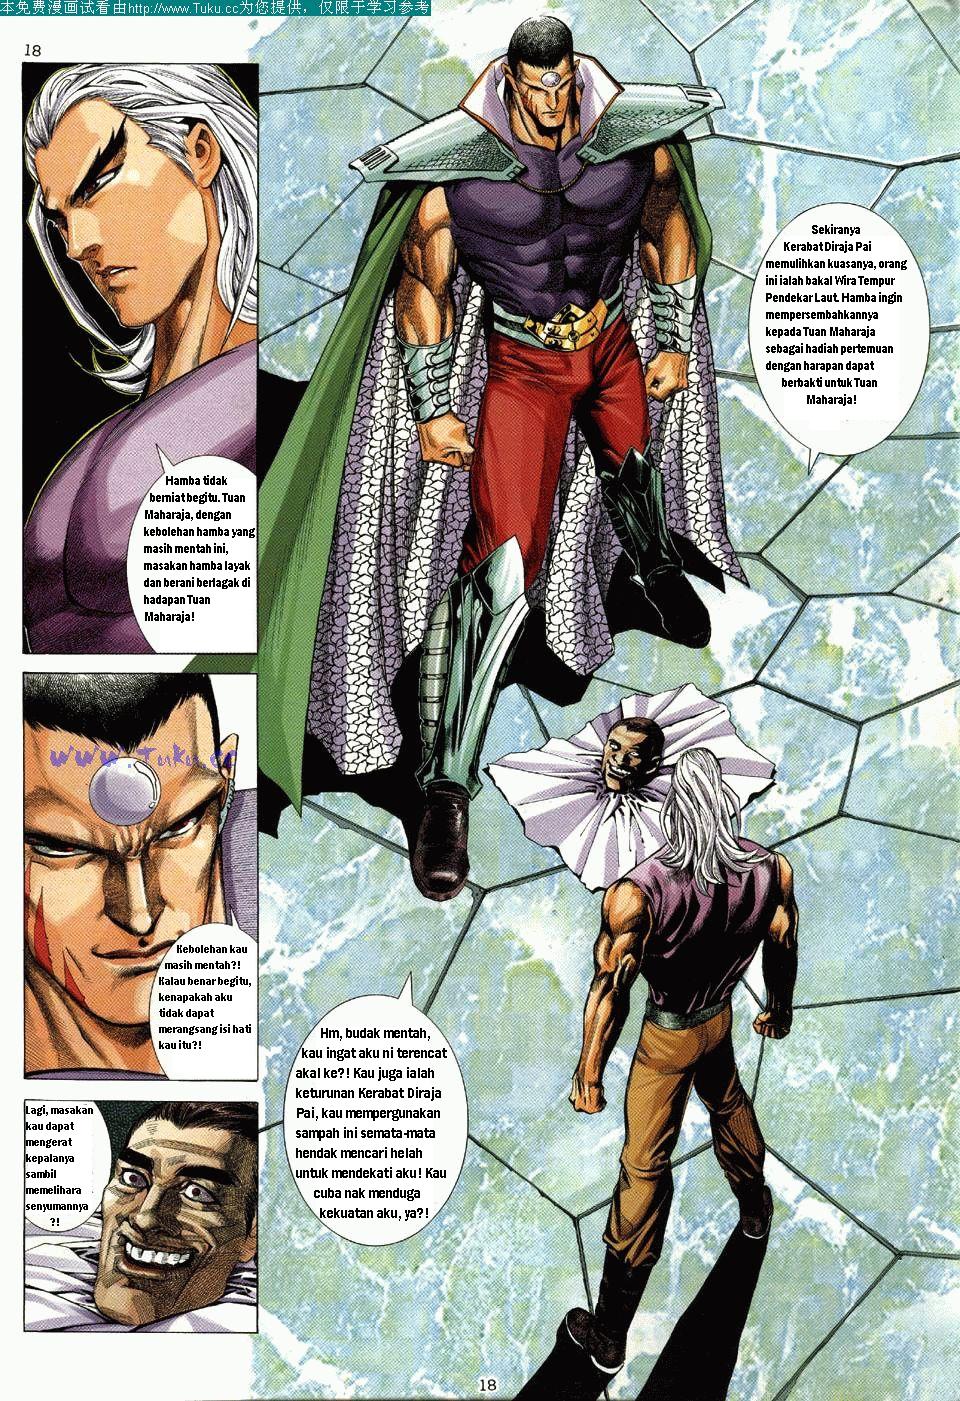 本免费漫画试看由http://www.Tuku.cc为您提供，仅限于学习参考
18
Sekiranya
Kerabat Diraja Pai
memulihkan kuasanya, orang
ini ialah bakal Wira Tempur
Pendekar Laut. Hamba ingin
mempersembahkannya
kepada Tuan Maharaja
sebagai hadiah pertemuan
dengan harapan dapat
berbakti untuk Tuan
Maharaja!
Hm, budak mentah,
kau ingat aku ni terencat
akal ke?! Kau juga ialah
keturunan Kerabat Diraja
Pai, kau mempergunakan
sampah ini semata-mata
hendak mencari helah
untuk mendekati aku! Kau
cuba nak menduga
kekuatan aku, ya?!
Hamba tidak
berniat begitu. Tuan
Maharaja, dengan
kebolehan hamba yang
masih mentah ini,
masakan hamba layak
dan berani berlagak di
hadapan Tuan
Maharaja!
www.Tuku.cc
Kebolehan kau
masih mentah?!
Kalau benar begitu,
kenapakah aku
tidak dapat
merangsang isi hati
kau itu?!
Lagi, masakan
kau dapat
mengerat
kepalanya
sambil
memelihara
senyumannya
?!
18